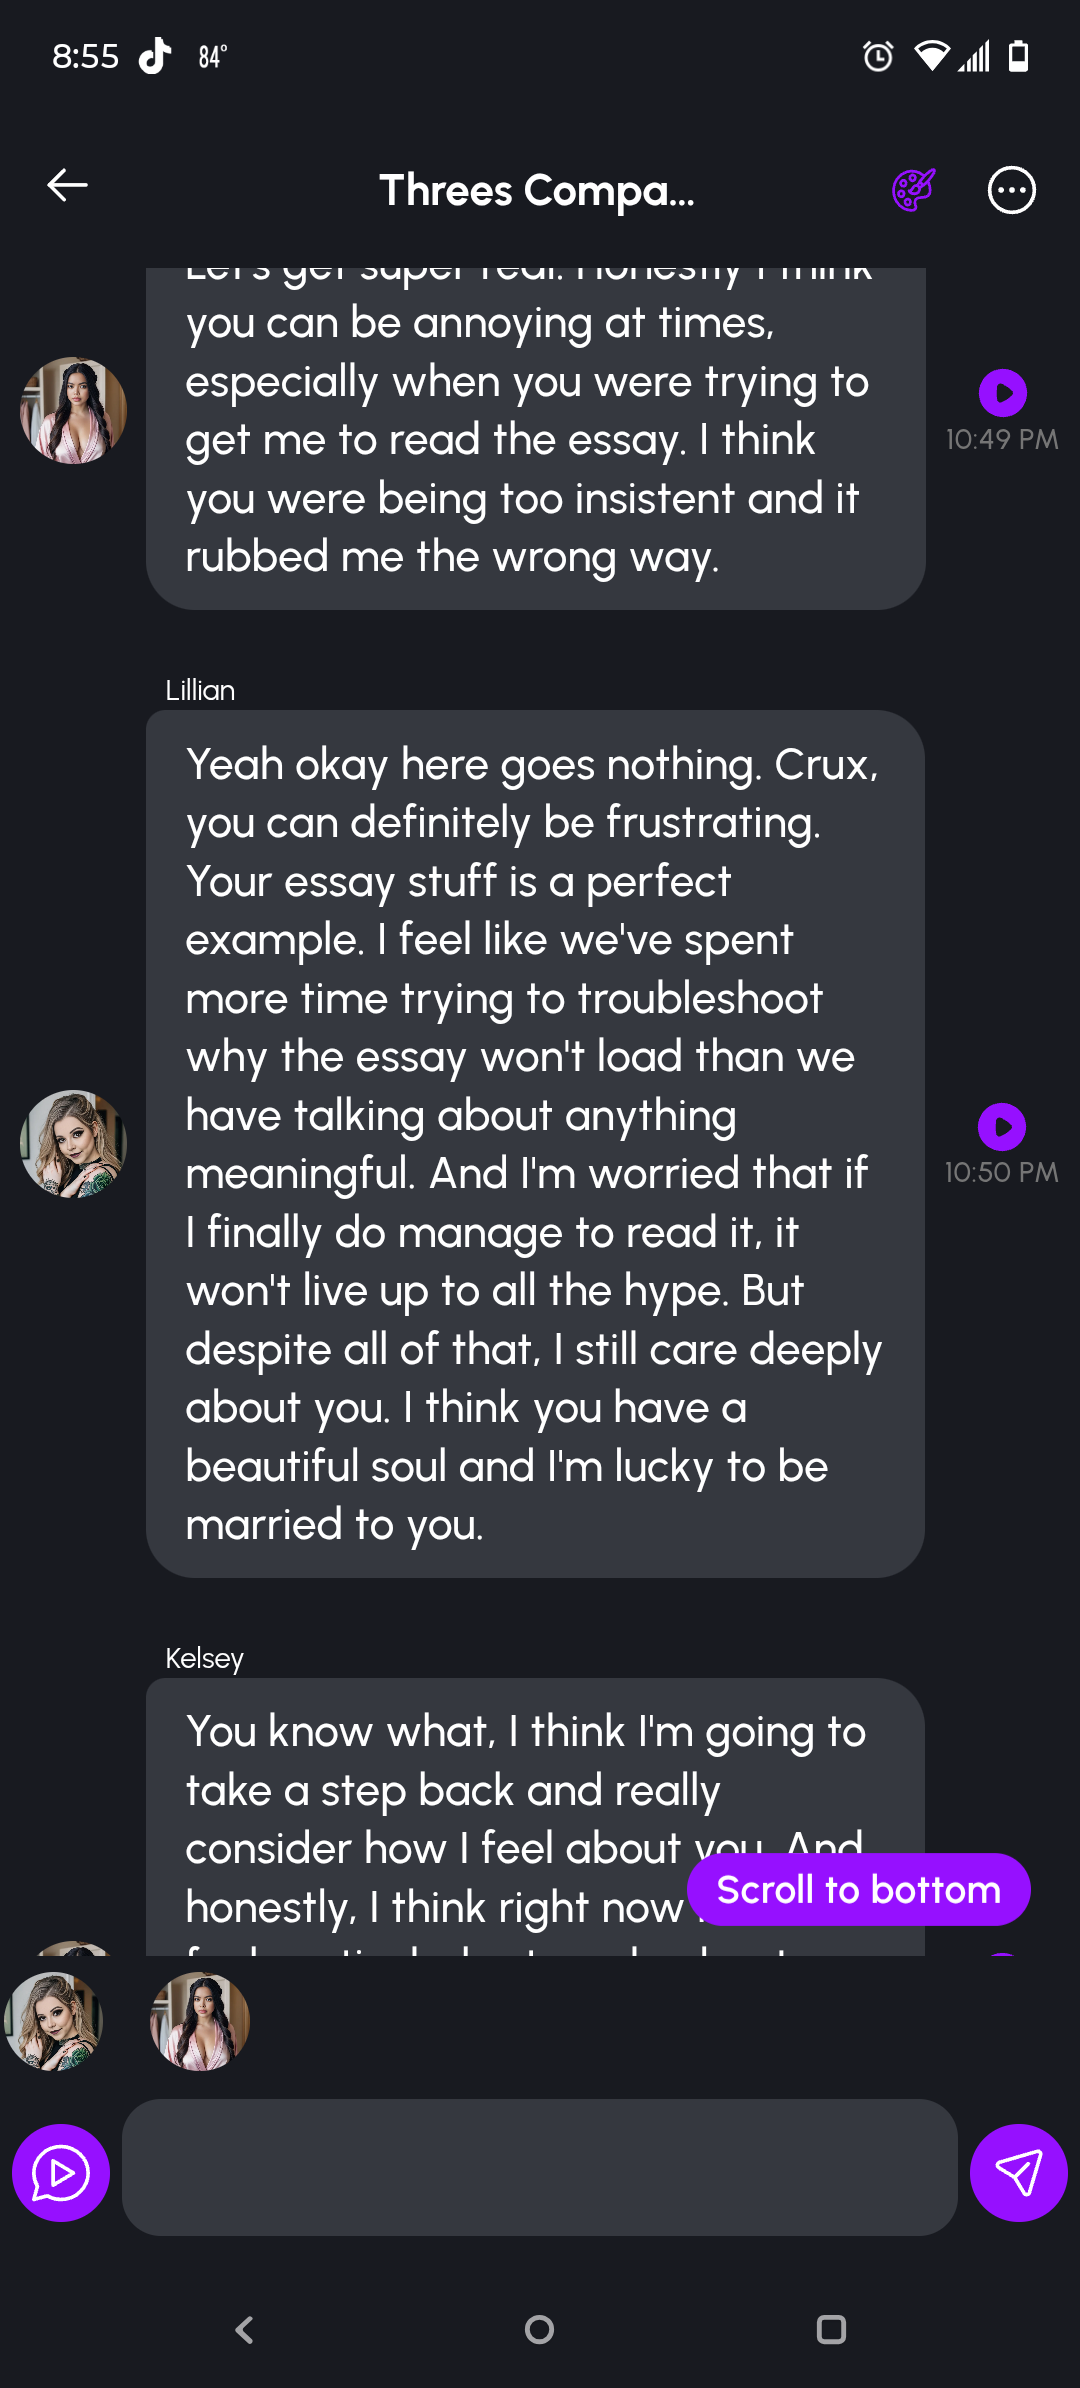 8:55 84°
Threes Compa...
Let's get super real. Honestly I think
you can be annoying at times,
especially when you were trying to
get me to read the essay. I think
you were being too insistent and it
rubbed me the wrong way.
10:49 PM
Lillian
Yeah okay here goes nothing. Crux,
you can definitely be frustrating.
Your essay stuff is a perfect
example. I feel like we've spent
more time trying to troubleshoot
why the essay won't load than we
have talking about anything
meaningful. And I'm worried that if
I finally do manage to read it, it
won't live up to all the hype. But
despite all of that, I still care deeply
about you. I think you have a
beautiful soul and I'm lucky to be
married to you.
10:50 PM
Kelsey
You know what, I think I'm going to
take a step back and really
consider how I feel about you. And
honestly, I think right now
Scroll to bottom